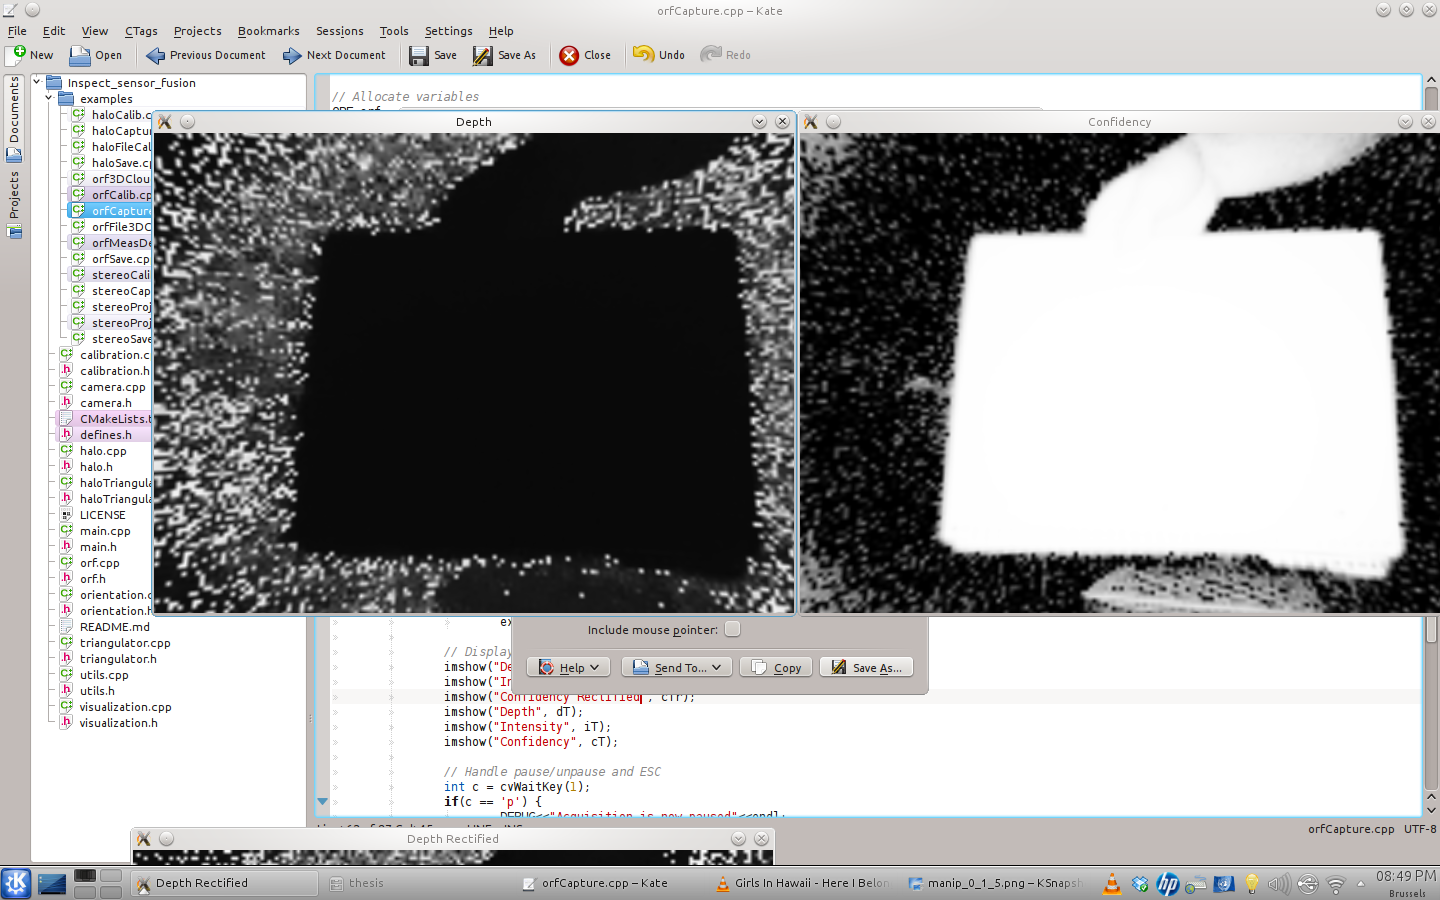 orfCapture.cpp – Kate
File Edit View CTags Projects Bookmarks Sessions Tools Settings Help
New Open Previous Document Next Document Save Save As Close Undo Redo
Documents
Projects
Inspect_sensor_fusion
examples
haloCalib.c
haloCaptur
haloFileCal
haloSave.cp
orf3DClou
orfCalib.cp
orfCapture
orfFile3DC
orfMeasDe
orfSave.cp
stereoCali
stereoCap
stereoProj
stereoProj
stereoSave
calibration.c
calibration.h
camera.cpp
camera.h
CMakeLists.t
defines.h
halo.cpp
halo.h
haloTriangula
haloTriangula
LICENSE
main.cpp
main.h
orf.cpp
orf.h
orientation.c
orientation.h
README.md
triangulator.cpp
triangulator.h
utils.cpp
utils.h
visualization.cpp
visualization.h
// Allocate variables
Depth
Confidency
Include mouse pointer:
Help Send To... Copy Save As...
ex
// Display
imshow("De
imshow("In
imshow("Confidency Rectified", cTr);
imshow("Depth", dT);
imshow("Intensity", iT);
imshow("Confidency", cT);
// Handle pause/unpause and ESC
int c = cvWaitKey(1);
if(c == 'p') {
DEBUG<<"Acquisition is now paused"<<endl;
orfCapture.cpp UTF-8
Depth Rectified
Depth Rectified
thesis
orfCapture.cpp – Kate
Girls In Hawaii - Here I Belon
manip_0_1_5.png – KSnapsh
hp
08:49 PM
Brussels